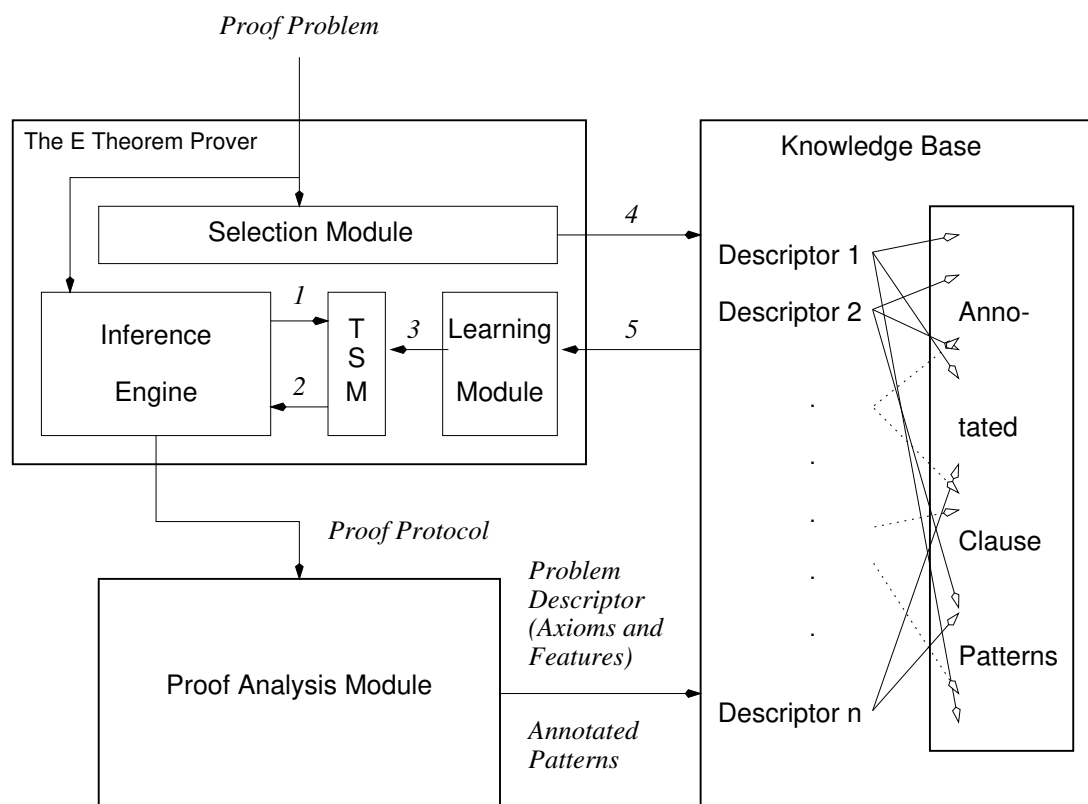 Proof Problem
The E Theorem Prover
Knowledge Base
Selection Module
4
Descriptor 1
Descriptor 2
1
T
S
M
2
3
Inference
Engine
Learning
Module
5
Anno-
tated
Clause
Patterns
.
.
.
.
.
Descriptor n
Proof Protocol
Problem
Descriptor
(Axioms and
Features)
Proof Analysis Module
Annotated
Patterns